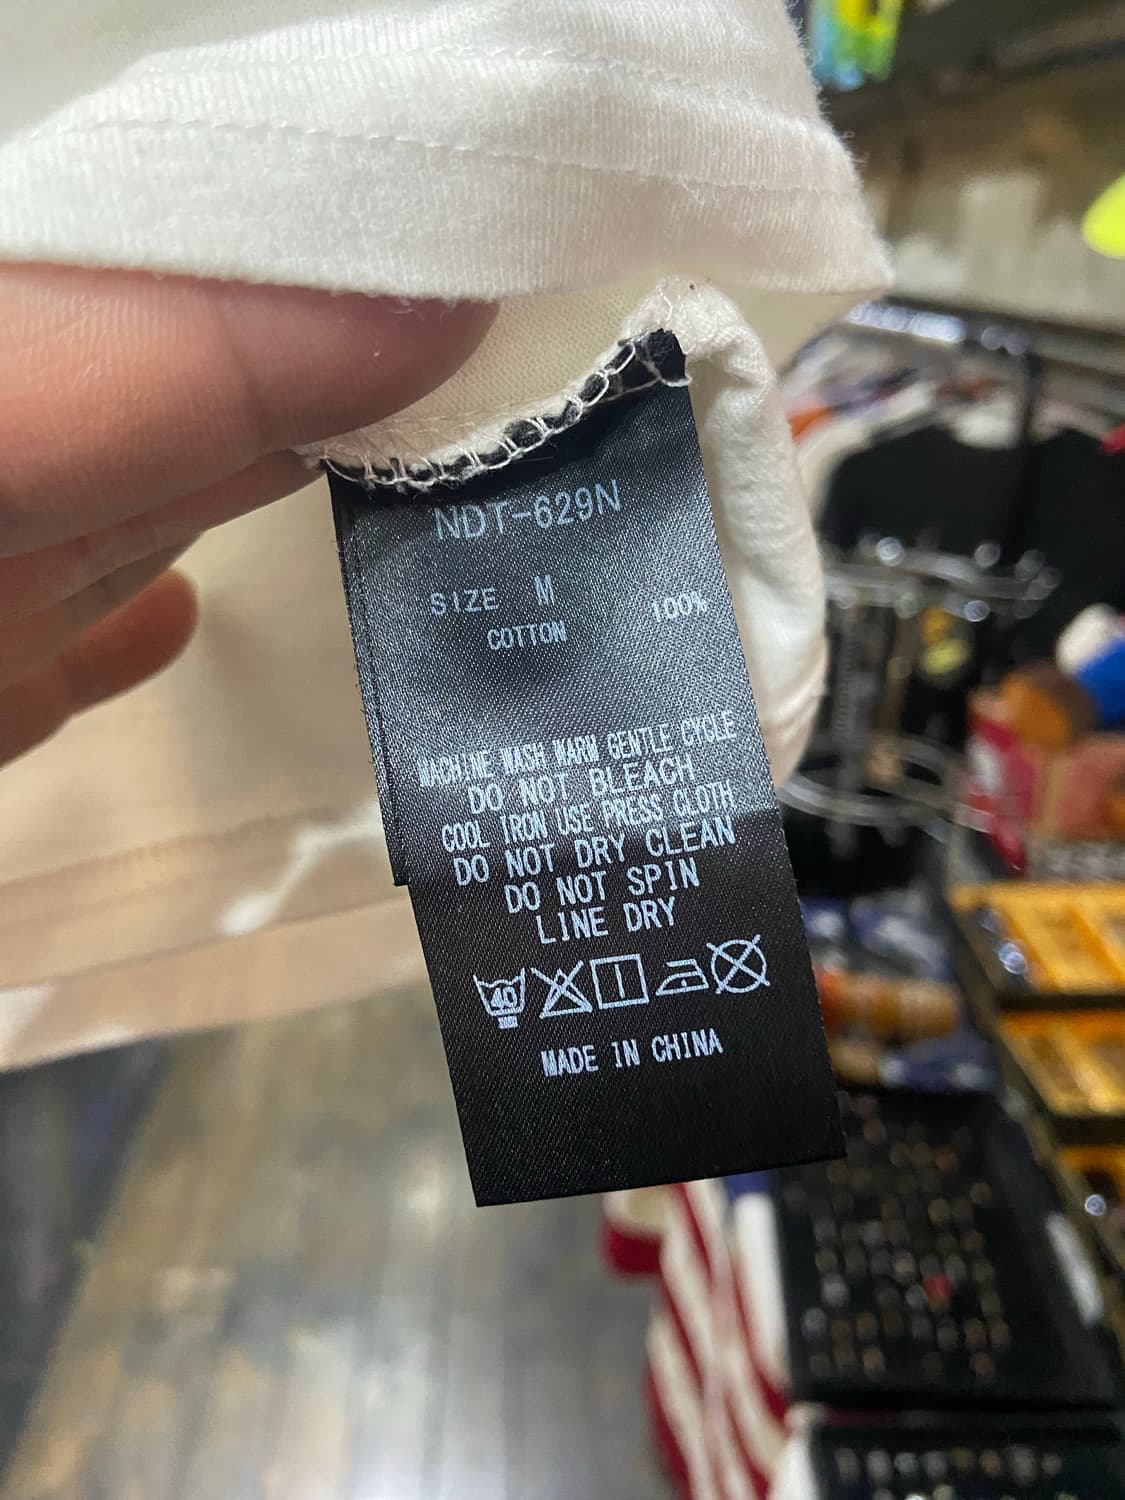 NDT-629N
SIZE M 100%
COTTON
MACHINE WASH WARM GENTLE CYCLE
DO NOT BLEACH
COOL IRON USE PRESS CLOTH
DO NOT DRY CLEAN
DO NOT SPIN
LINE DRY
40
MADE IN CHINA